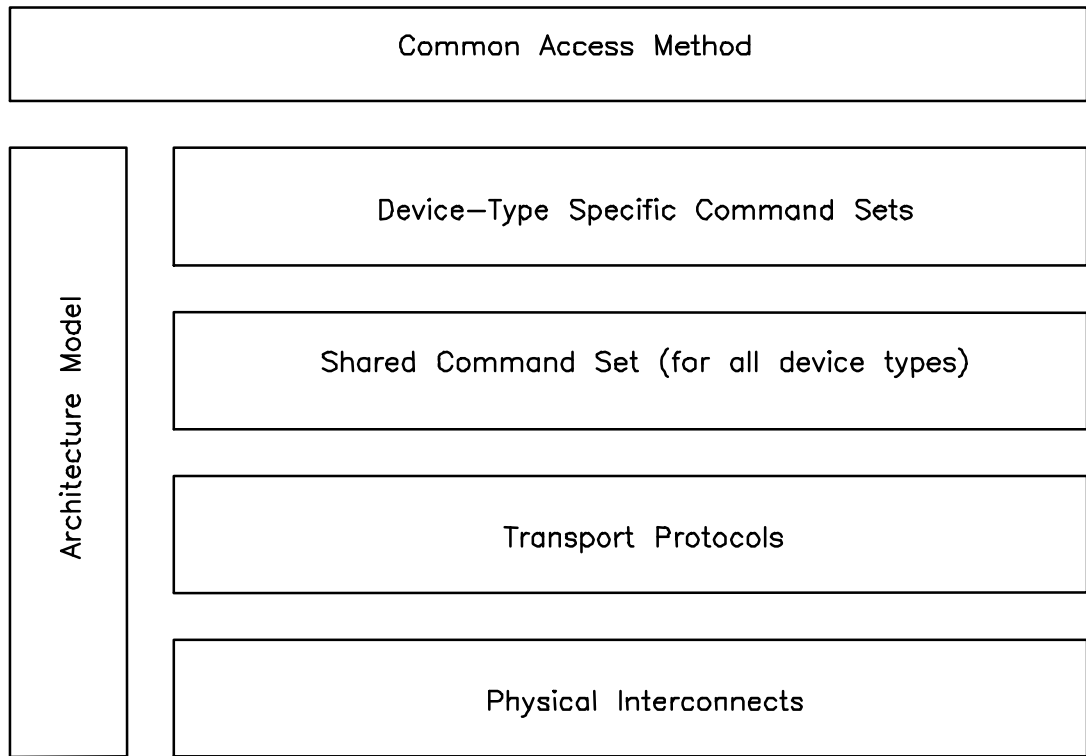 Common Access Method
Device-Type Specific Command Sets
Shared Command Set (for all device types)
Architecture Model
Transport Protocols
Physical Interconnects